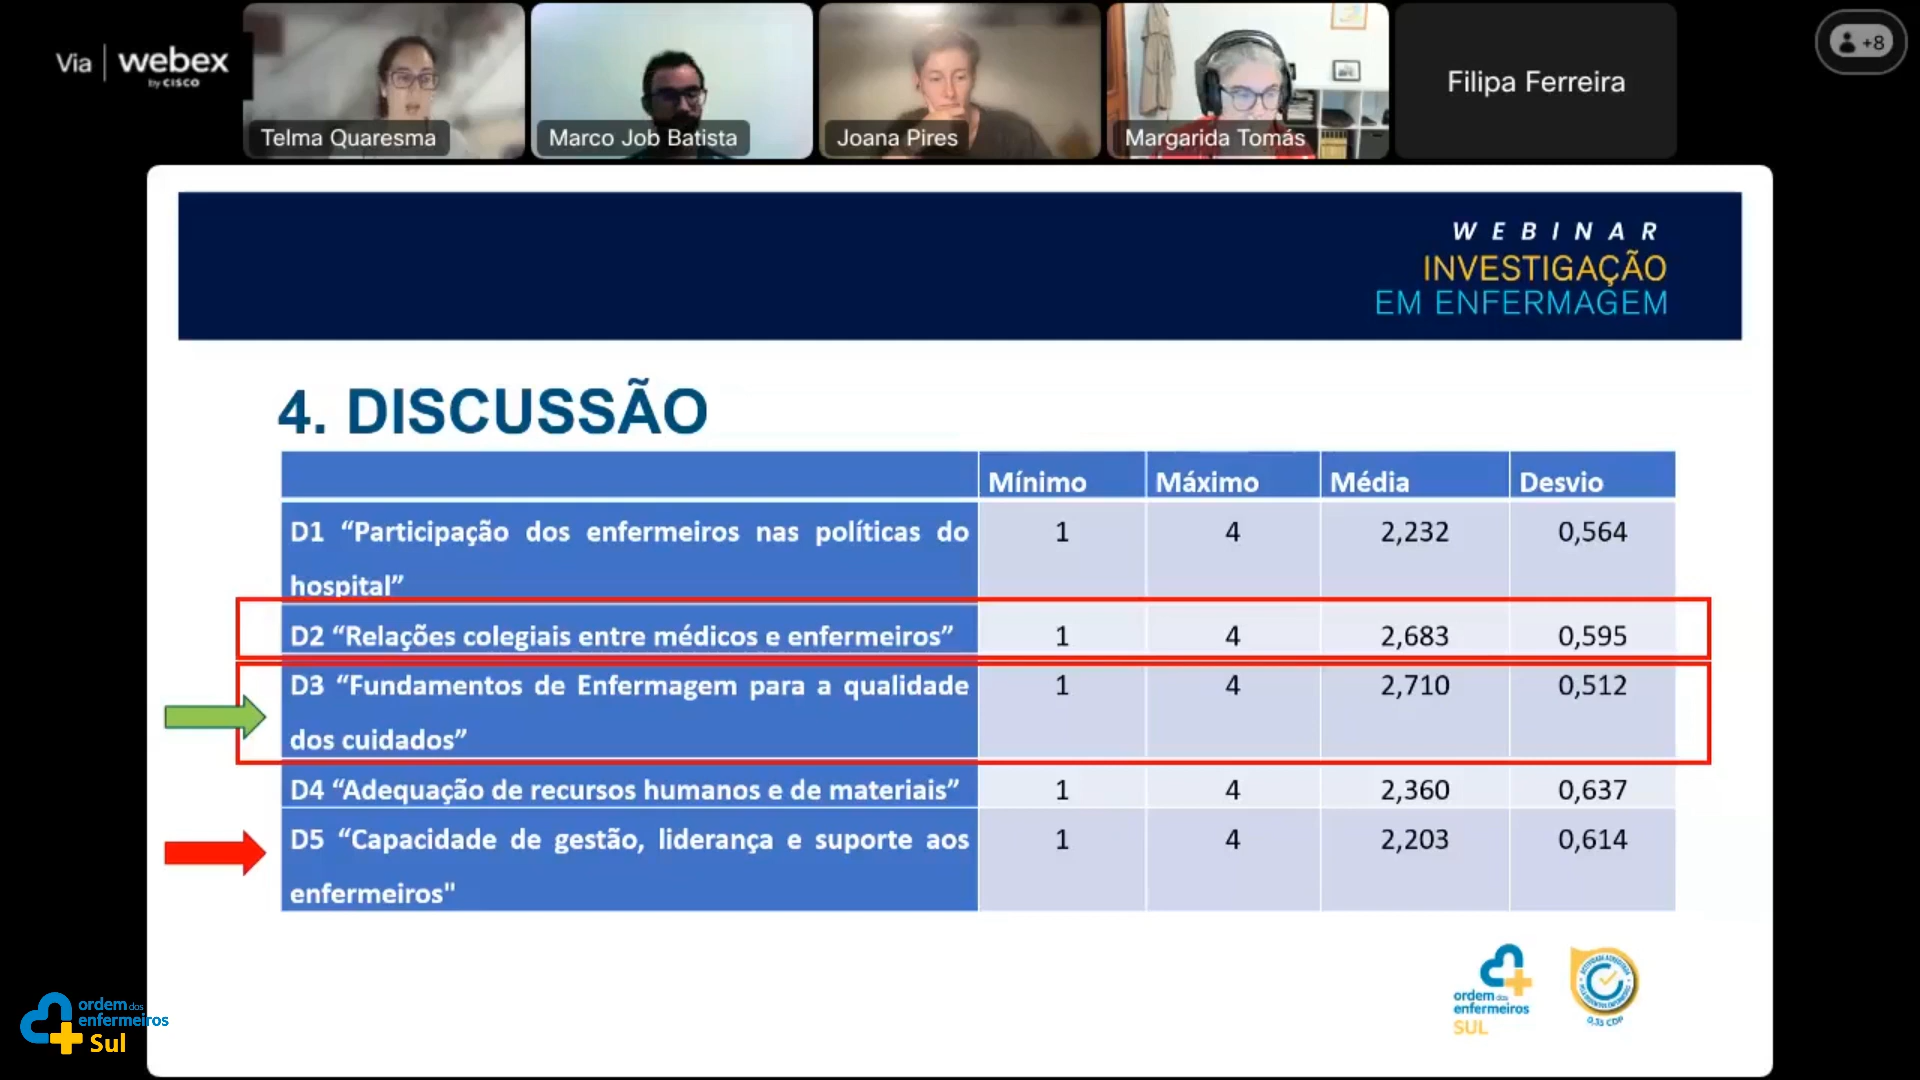 Via webex
by CISCO
Telma Quaresma
Marco Job Batista
Joana Pires
Margarida Tomás
Filipa Ferreira
+8
WEBINAR
INVESTIGAÇÃO
EM ENFERMAGEM
4. DISCUSSÃO
Mínimo Máximo Média Desvio
D1 “Participação dos enfermeiros nas políticas do 1 4 2,232 0,564
hospital”
D2 “Relações colegiais entre médicos e enfermeiros” 1 4 2,683 0,595
D3 “Fundamentos de Enfermagem para a qualidade 1 4 2,710 0,512
dos cuidados”
D4 “Adequação de recursos humanos e de materiais” 1 4 2,360 0,637
D5 “Capacidade de gestão, liderança e suporte aos 1 4 2,203 0,614
enfermeiros"
ordem dos
enfermeiros
SUL
ordem dos
enfermeiros
Sul